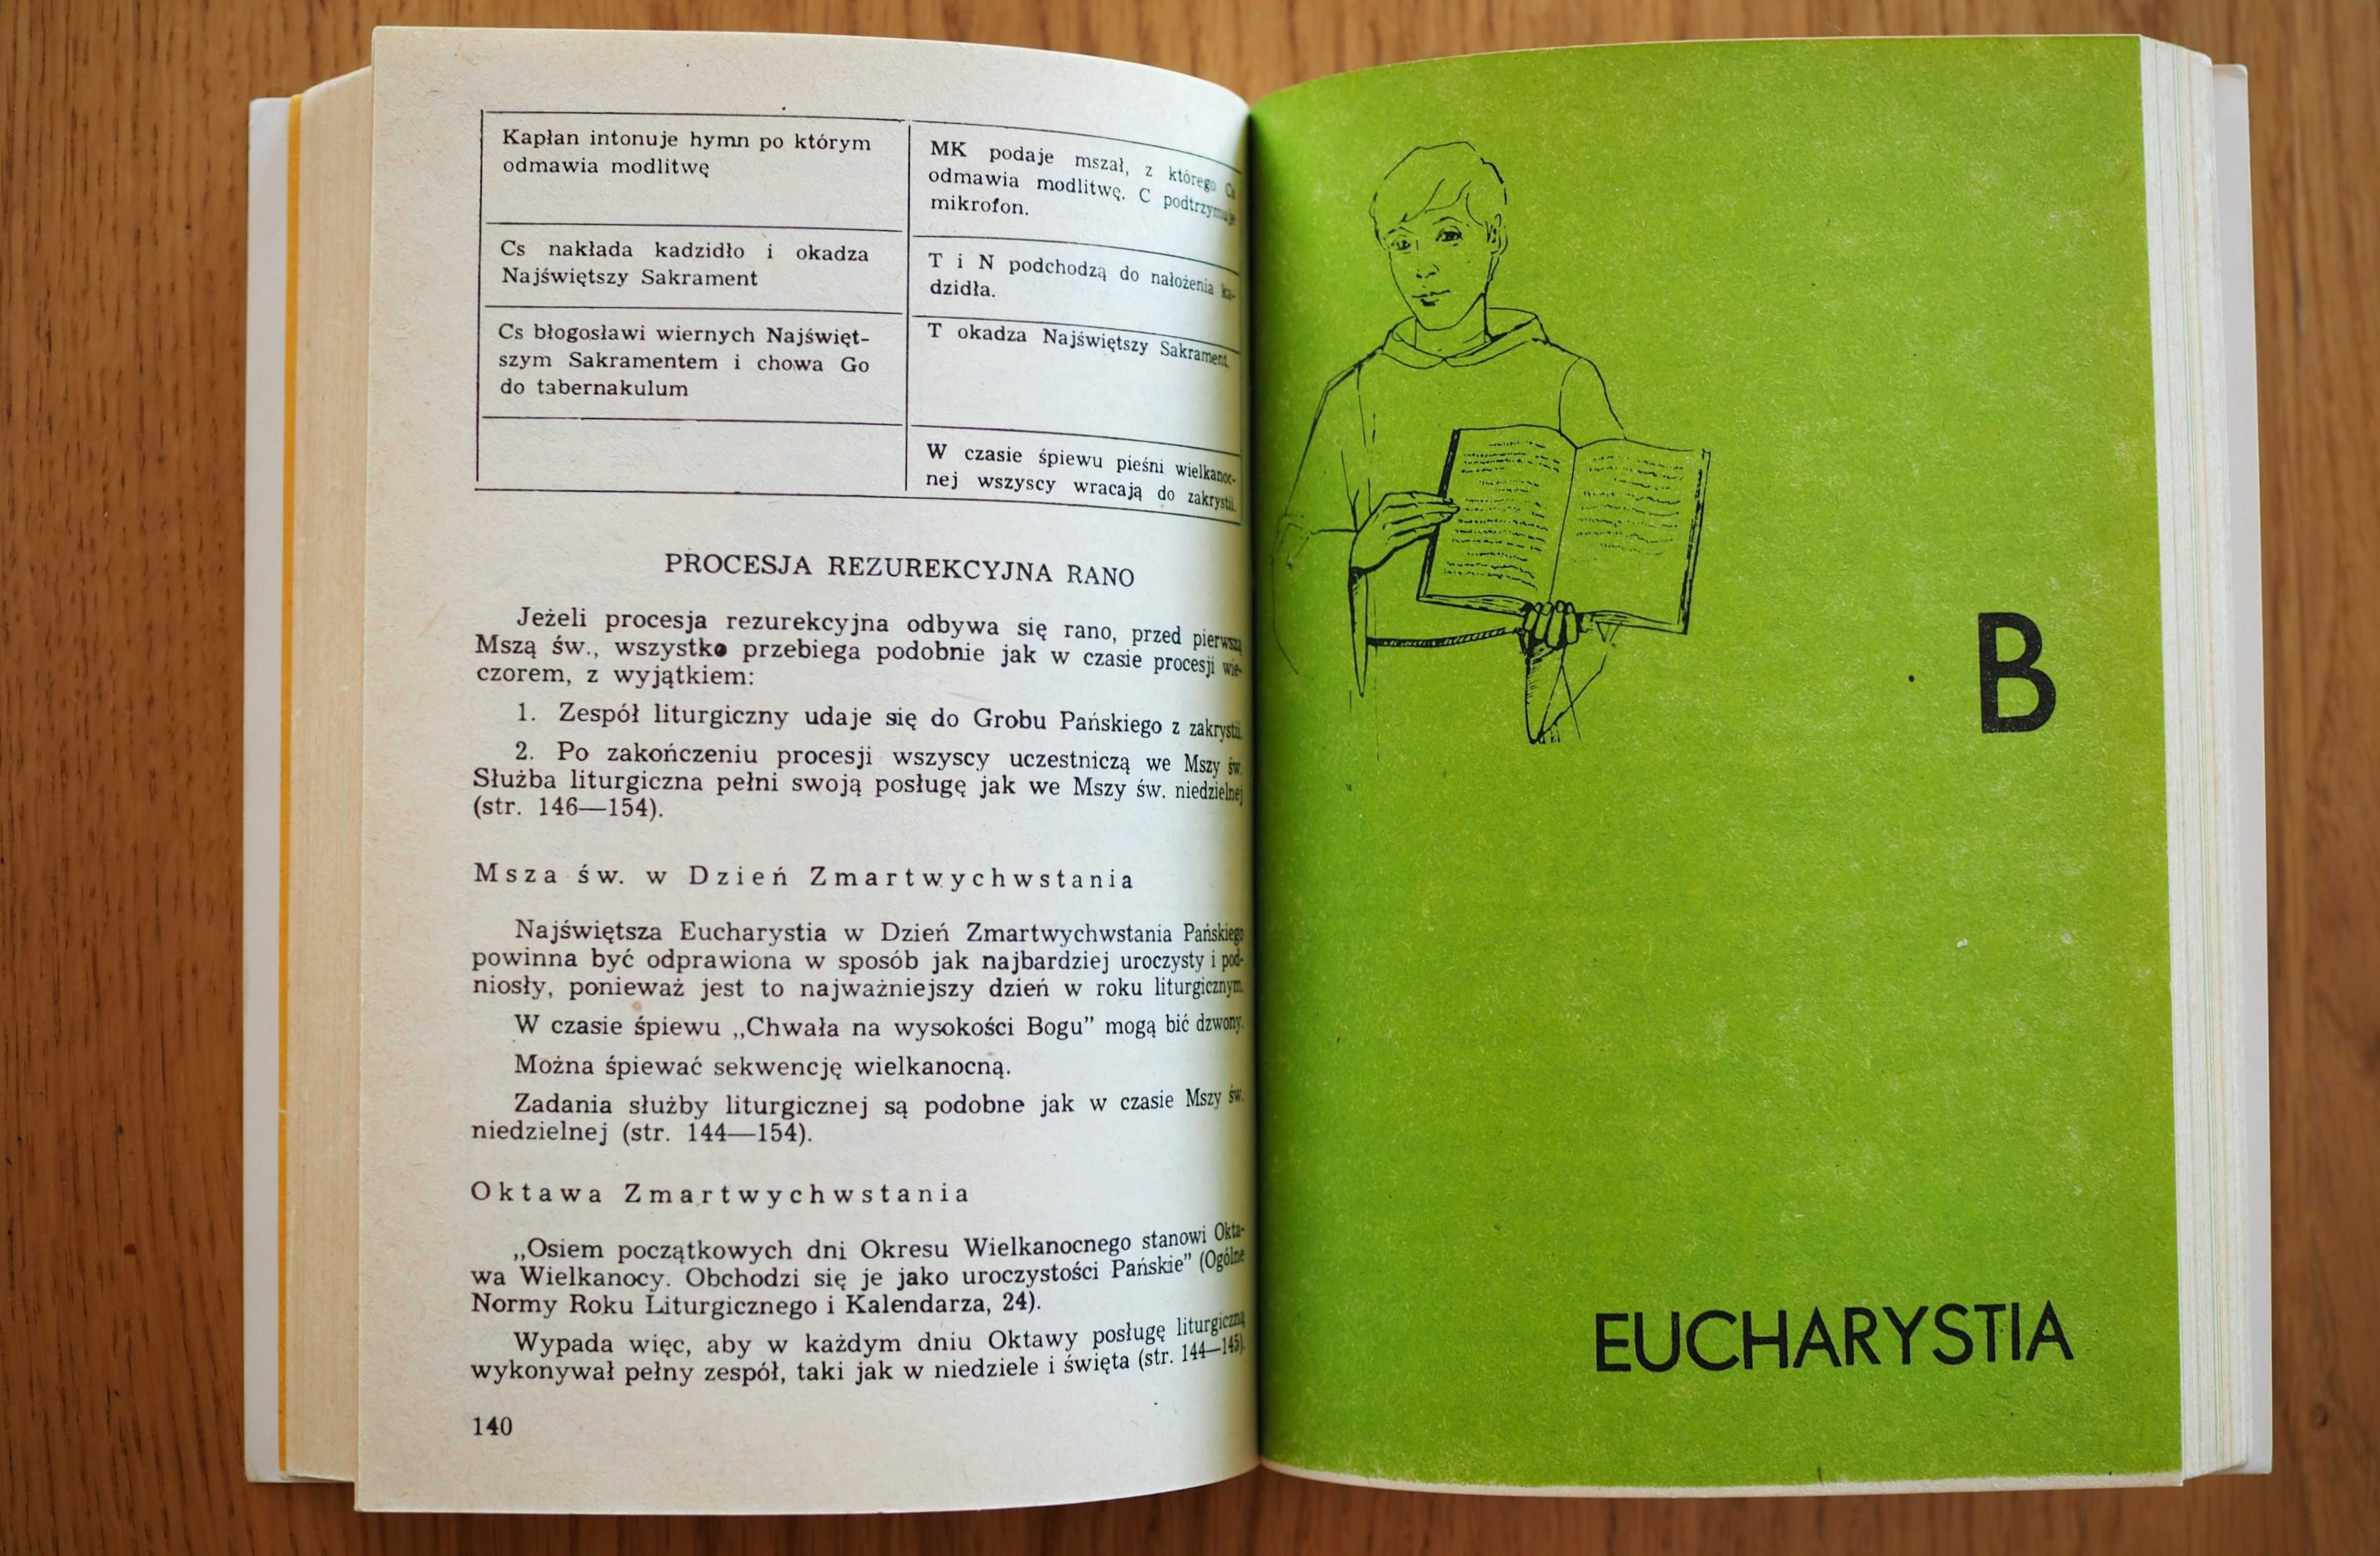 Kapłan intonuje hymn po którym
odmawia modlitwę
MK podaje mszał, z którego Cs
odmawia modlitwę. C podtrzymuje
mikrofon.
Cs nakłada kadzidło i okadza
Najświętszy Sakrament
T i N podchodzą do nałożenia ka-
dzidła.
Cs błogosławi wiernych Najświęt-
szym Sakramentem i chowa Go
do tabernakulum
T okadza Najświętszy Sakrament.
W czasie śpiewu pieśni wielkanoc-
nej wszyscy wracają do zakrystii.
PROCESJA REZUREKCYJNA RANO
Jeżeli procesja rezurekcyjna odbywa się rano, przed pierwszą
Mszą św., wszystko przebiega podobnie jak w czasie procesji wie-
czorem, z wyjątkiem:
1. Zespół liturgiczny udaje się do Grobu Pańskiego z zakrystii.
2. Po zakończeniu procesji wszyscy uczestniczą we Mszy św.
Służba liturgiczna pełni swoją posługę jak we Mszy św. niedzielnej
(str. 146—154).
Msza św. w Dzień Zmartwychwstania
Najświętsza Eucharystia w Dzień Zmartwychwstania Pańskiego
powinna być odprawiona w sposób jak najbardziej uroczysty i pod-
niosły, ponieważ jest to najważniejszy dzień w roku liturgicznym.
W czasie śpiewu „Chwała na wysokości Bogu” mogą bić dzwony.
Można śpiewać sekwencję wielkanocną.
Zadania służby liturgicznej są podobne jak w czasie Mszy św.
niedzielnej (str. 144—154).
Oktawa Zmartwychwstania
„Osiem początkowych dni Okresu Wielkanocnego stanowi Okta-
wa Wielkanocy. Obchodzi się je jako uroczystości Pańskie” (Ogólne
Normy Roku Liturgicznego i Kalendarza, 24).
Wypada więc, aby w każdym dniu Oktawy posługę liturgiczną
wykonywał pełny zespół, taki jak w niedziele i święta (str. 144—145).
140
B
EUCHARYSTIA